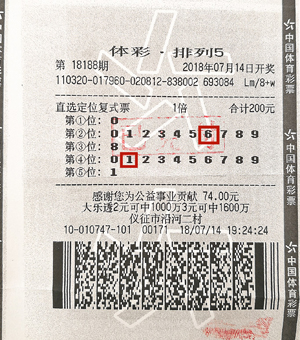 体彩·排列5
第 18188期 2018年07月14日开奖
110320-017960-020812-838002 693084 Lm/8+w
直选定位复式票 1倍 合计200元
第①位: 0
第②位: 0 1 2 3 4 5 6 7 8 9
第③位: 8
第④位: 0 1 2 3 4 5 6 7 8 9
第⑤位: 1
感谢您为公益事业贡献 74.00元
大乐透2元可中1000万3元可中1600万
仪征市沿河二村
10-010747-101 00171 18/07/14 19:24:24
中国体育彩票
中国体育彩票